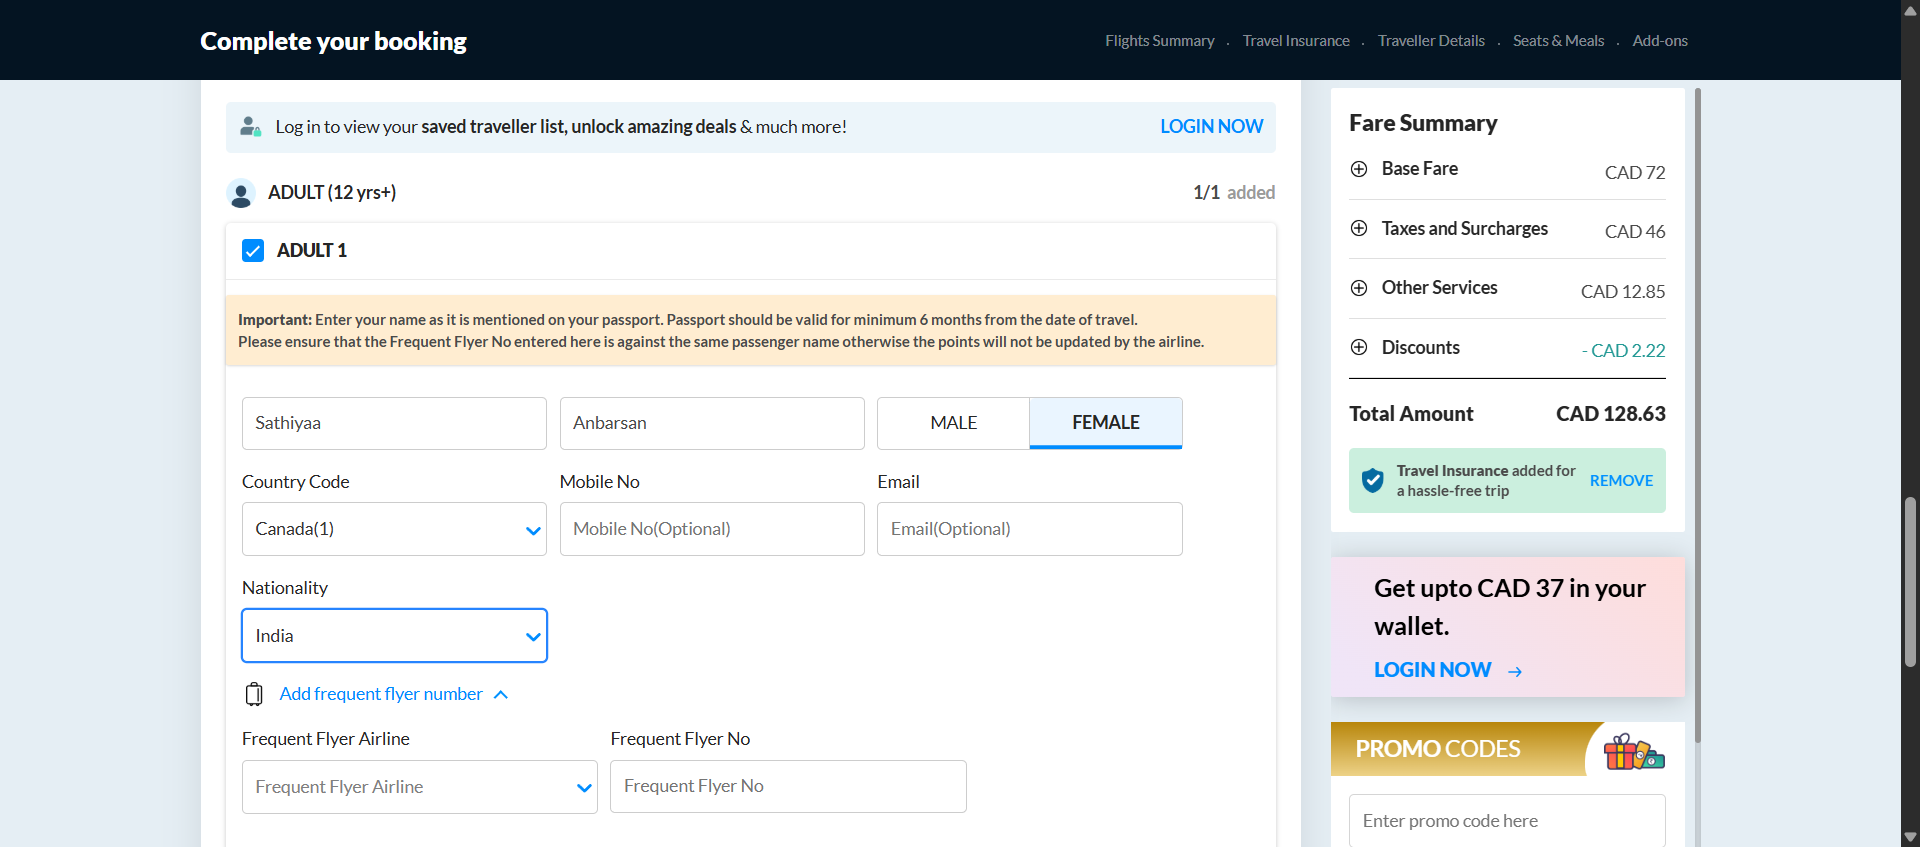 Complete your booking
Flights Summary . Travel Insurance . Traveller Details . Seats & Meals . Add-ons
Log in to view your saved traveller list, unlock amazing deals & much more!
LOGIN NOW
ADULT (12 yrs+)
1/1 added
ADULT 1
Important: Enter your name as it is mentioned on your passport. Passport should be valid for minimum 6 months from the date of travel.
Please ensure that the Frequent Flyer No entered here is against the same passenger name otherwise the points will not be updated by the airline.
Sathiyaa
Anbarsan
MALE
FEMALE
Country Code
Mobile No
Email
Canada(1)
Mobile No(Optional)
Email(Optional)
Nationality
India
Add frequent flyer number
Frequent Flyer Airline
Frequent Flyer No
Frequent Flyer Airline
Frequent Flyer No
Fare Summary
Base Fare CAD 72
Taxes and Surcharges CAD 46
Other Services CAD 12.85
Discounts - CAD 2.22
Total Amount CAD 128.63
Travel Insurance added for
a hassle-free trip
REMOVE
Get upto CAD 37 in your
wallet.
LOGIN NOW →
PROMO CODES
Enter promo code here